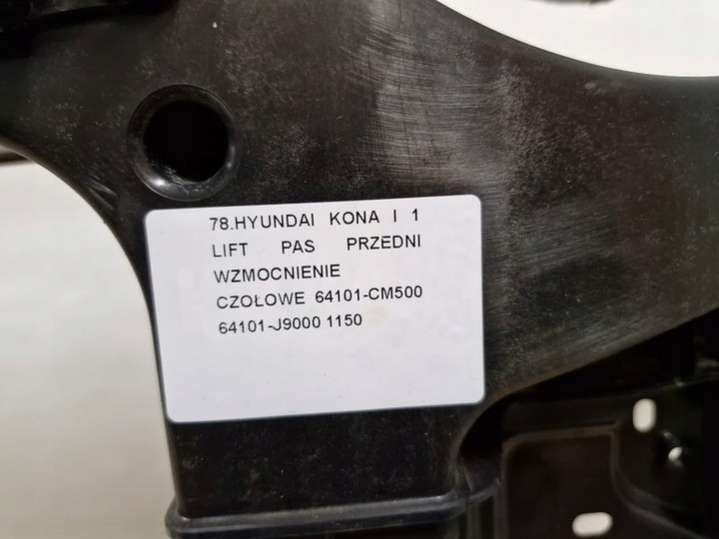 78.HYUNDAI KONA I 1
LIFT PAS PRZEDNI
WZMOCNIENIE
CZOŁOWE 64101-CM500
64101-J9000 1150